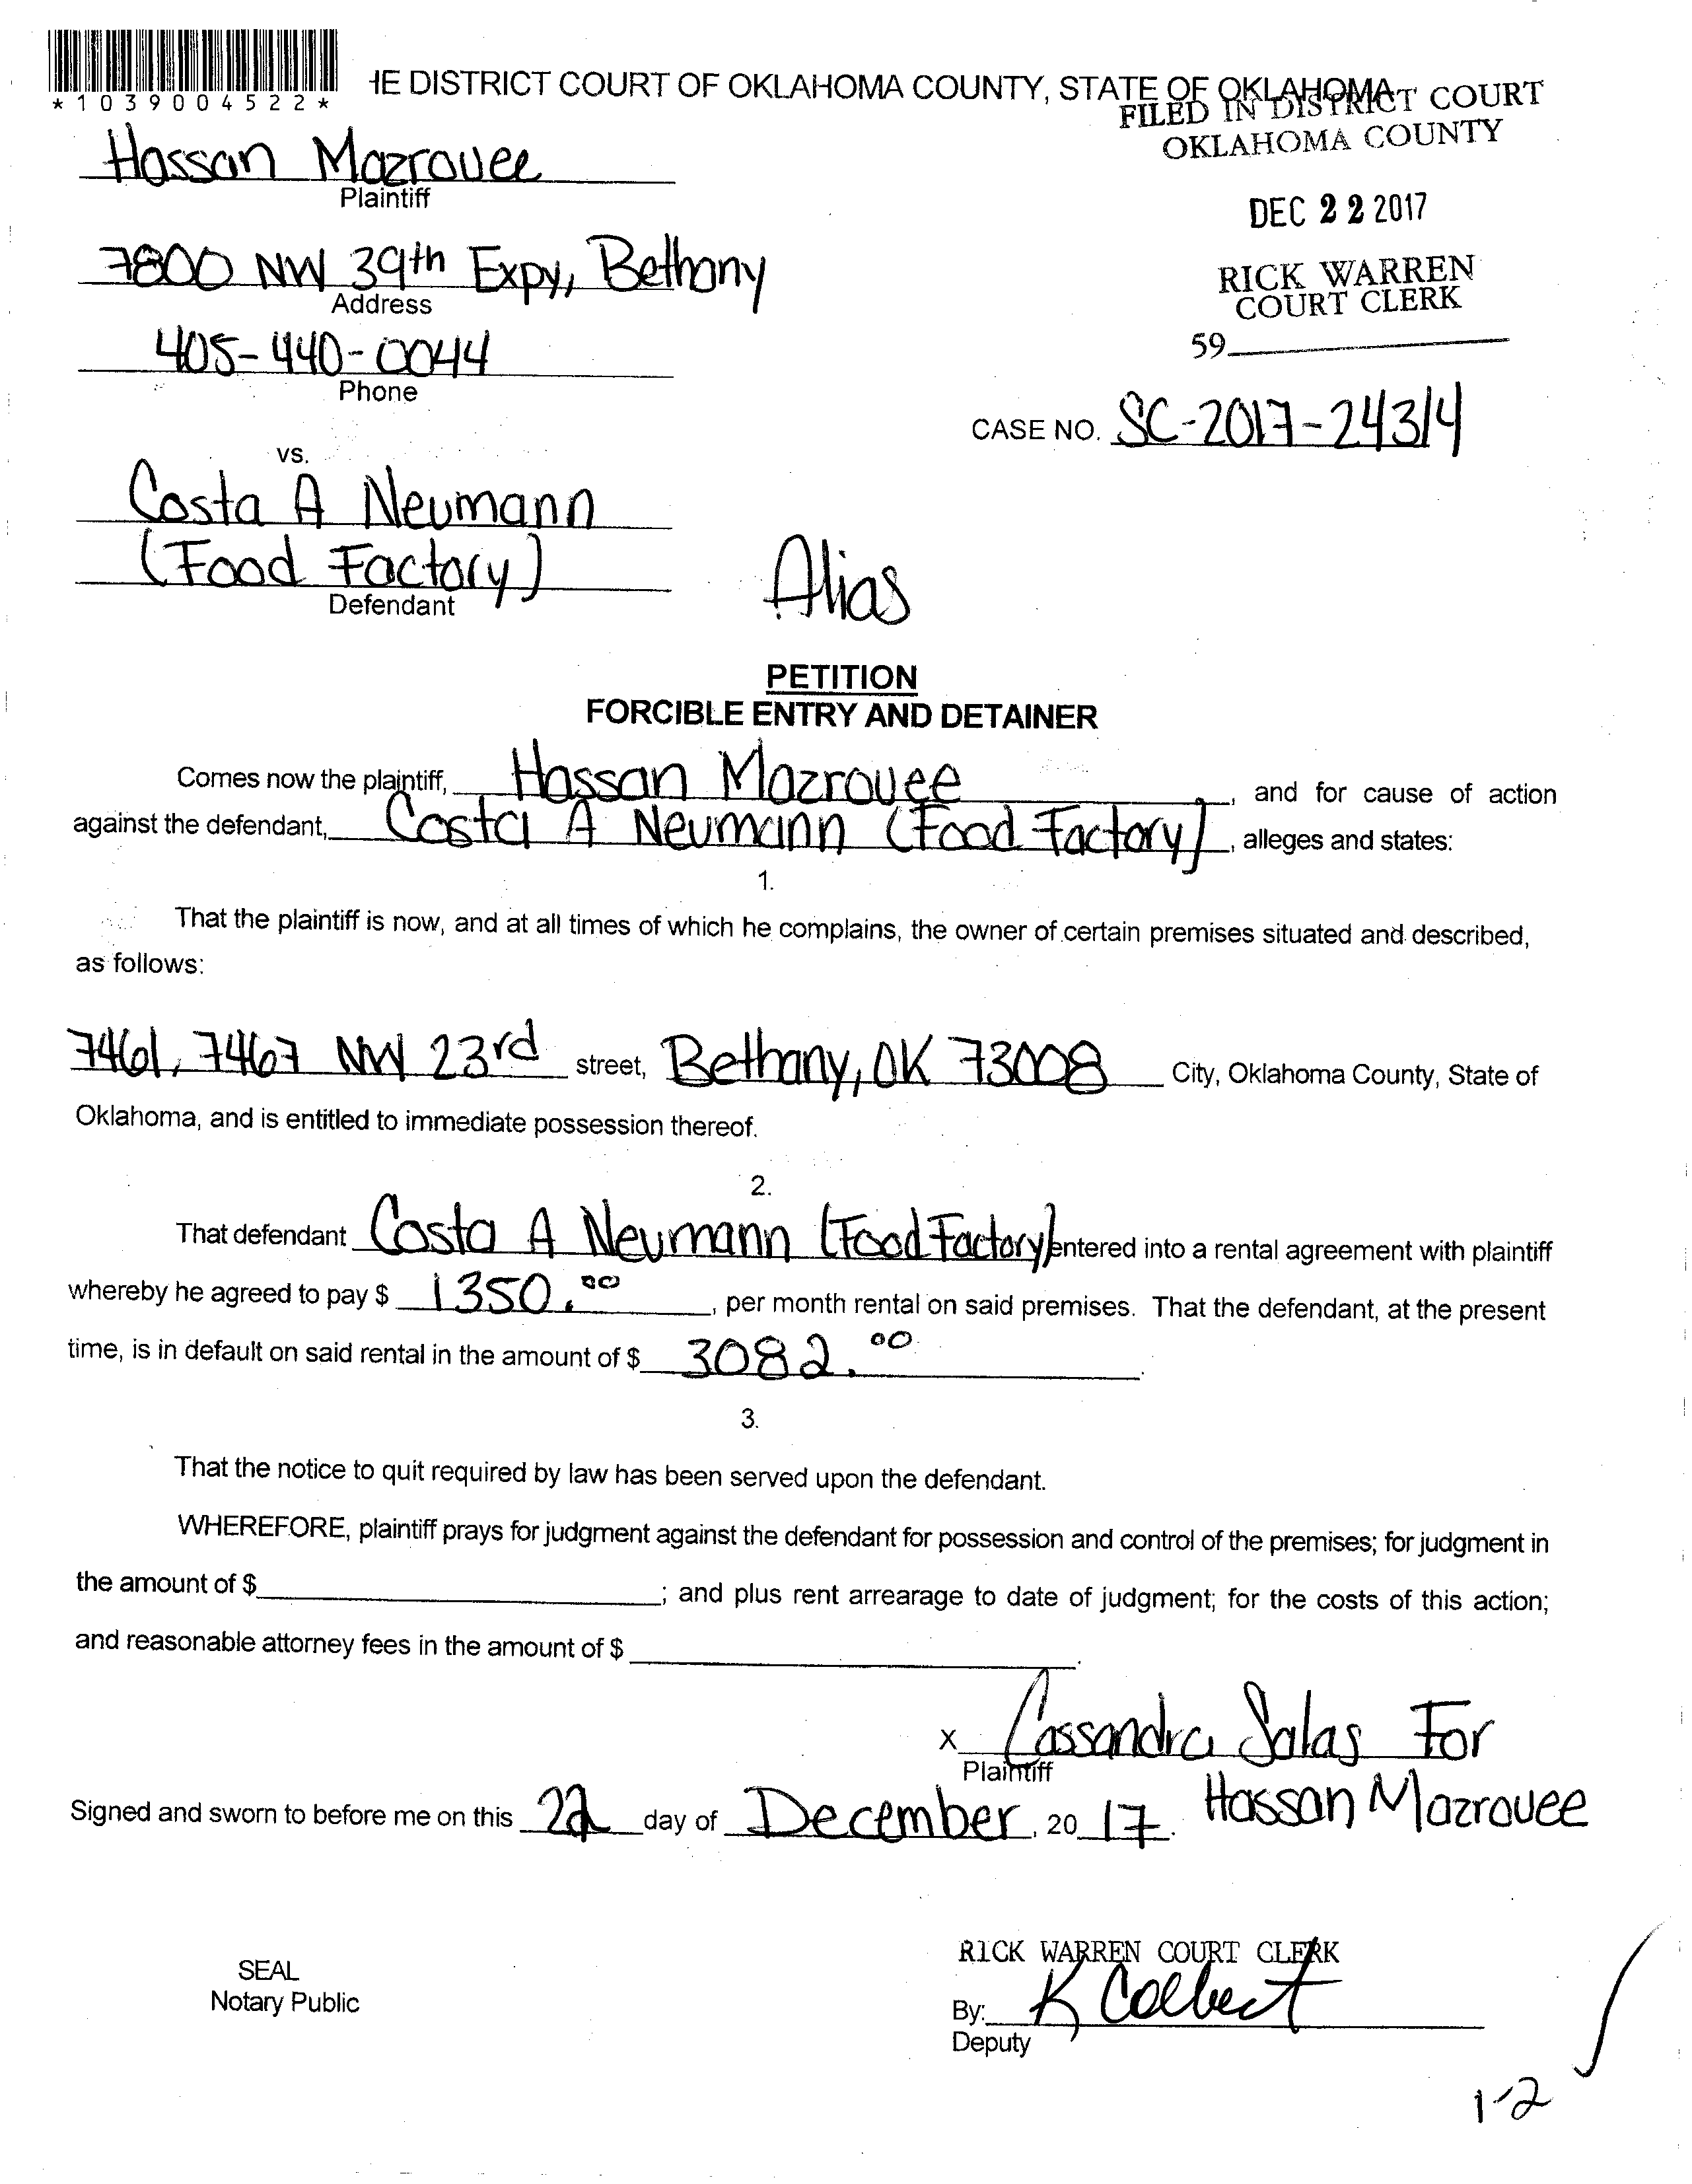 *1039004522*
HE DISTRICT COURT OF OKLAHOMA COUNTY, STATE OF OKLAHOMA
FILED IN DISTRICT COURT
OKLAHOMA COUNTY
Hassan Mazrouee
Plaintiff
DEC 22 2017
7800 NW 39th Expy, Bethany
Address
RICK WARREN
COURT CLERK
405-440-0044
Phone
59
CASE NO. SC-2017-24314
vs.
Costa A Neumann
(Food Factory)
Defendant
Alias
PETITION
FORCIBLE ENTRY AND DETAINER
Comes now the plaintiff, Hassan Mazrouee, and for cause of action
against the defendant, Costa A Neumann (Food Factory), alleges and states:
1.
That the plaintiff is now, and at all times of which he complains, the owner of certain premises situated and described,
as follows:
7461, 7467 NW 23rd street, Bethany, OK 73008 City, Oklahoma County, State of
Oklahoma, and is entitled to immediate possession thereof.
2.
That defendant Costa A Neumann (Food Factory) entered into a rental agreement with plaintiff
whereby he agreed to pay $ 1350.00, per month rental on said premises. That the defendant, at the present
time, is in default on said rental in the amount of $ 3082.00.
3.
That the notice to quit required by law has been served upon the defendant.
WHEREFORE, plaintiff prays for judgment against the defendant for possession and control of the premises; for judgment in
the amount of $; and plus rent arrearage to date of judgment; for the costs of this action;
and reasonable attorney fees in the amount of $.
X Cassandra Salas For
Plaintiff
Hassan Mazrouee
Signed and sworn to before me on this 22 day of December, 20 17.
RICK WARREN COURT CLERK
SEAL
Notary Public
By: K Colbert
Deputy
1-2